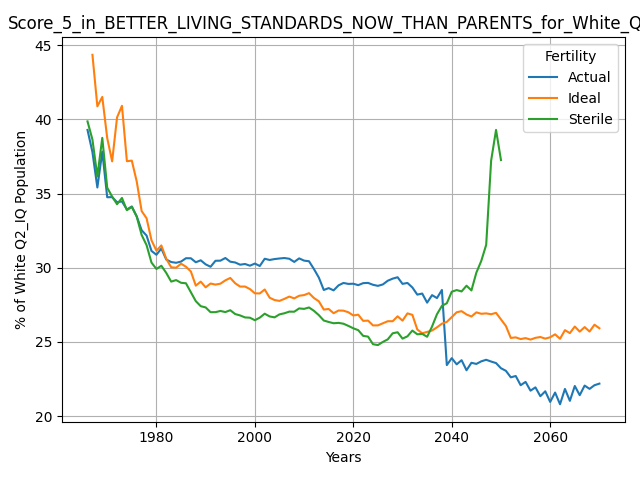 Score_5_in_BETTER_LIVING_STANDARDS_NOW_THAN_PARENTS_for_White_Q
Fertility
Actual
Ideal
Sterile
% of White Q2_IQ Population
45
40
35
30
25
20
1980
2000
2020
2040
2060
Years